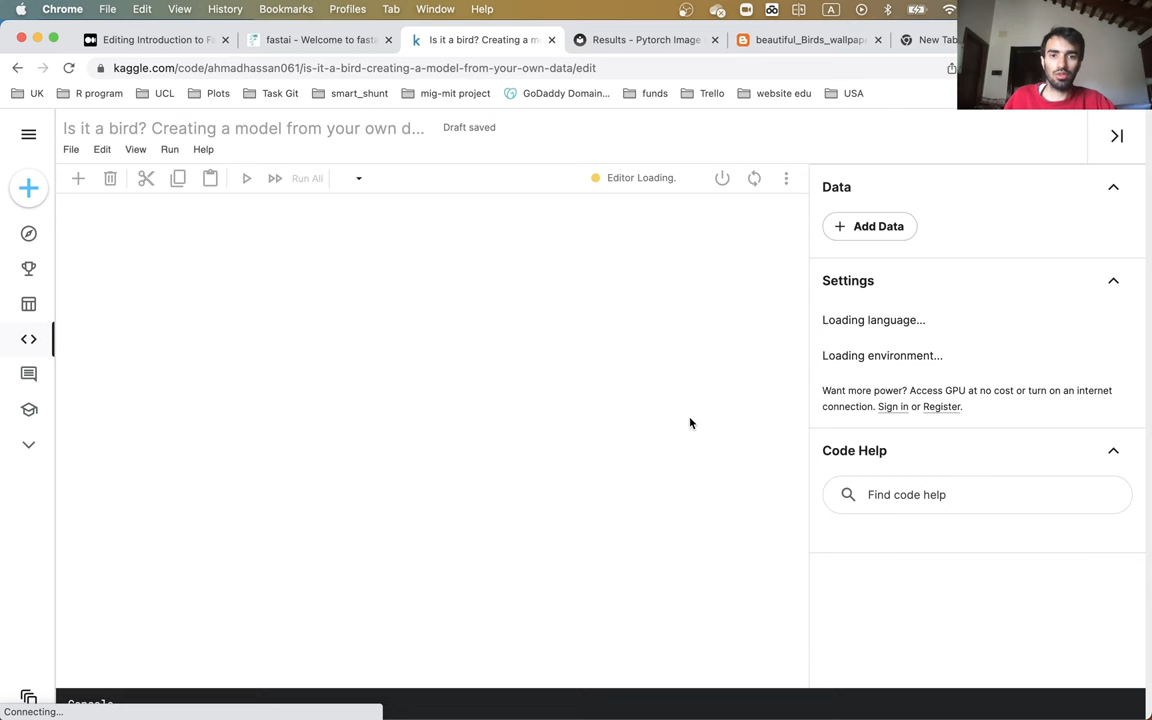 Chrome File Edit View History Bookmarks Profiles Tab Window Help A
Editing Introduction to Fa
fastai - Welcome to fasta
Is it a bird? Creating a m
Results - Pytorch Image
beautiful_Birds_wallpap
New Tab
kaggle.com/code/ahmadhassan061/is-it-a-bird-creating-a-model-from-your-own-data/edit
UK R program UCL Plots Task Git smart_shunt mig-mit project GoDaddy Domain... funds Trello website edu USA
Is it a bird? Creating a model from your own d...
Draft saved
File Edit View Run Help
Run All
Editor Loading.
Data
Add Data
Settings
Loading language...
Loading environment...
Want more power? Access GPU at no cost or turn on an internet
connection. Sign in or Register.
Code Help
Find code help
Console
Connecting...